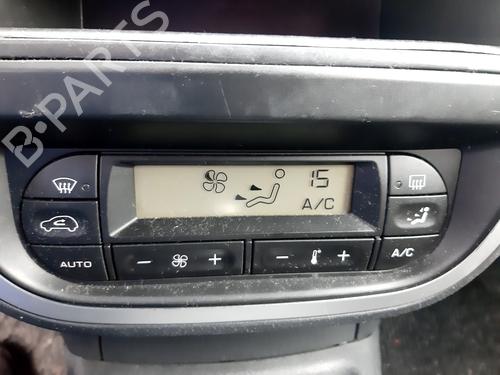 B·PARTS
15
A/C
AUTO
- +
- +
A/C